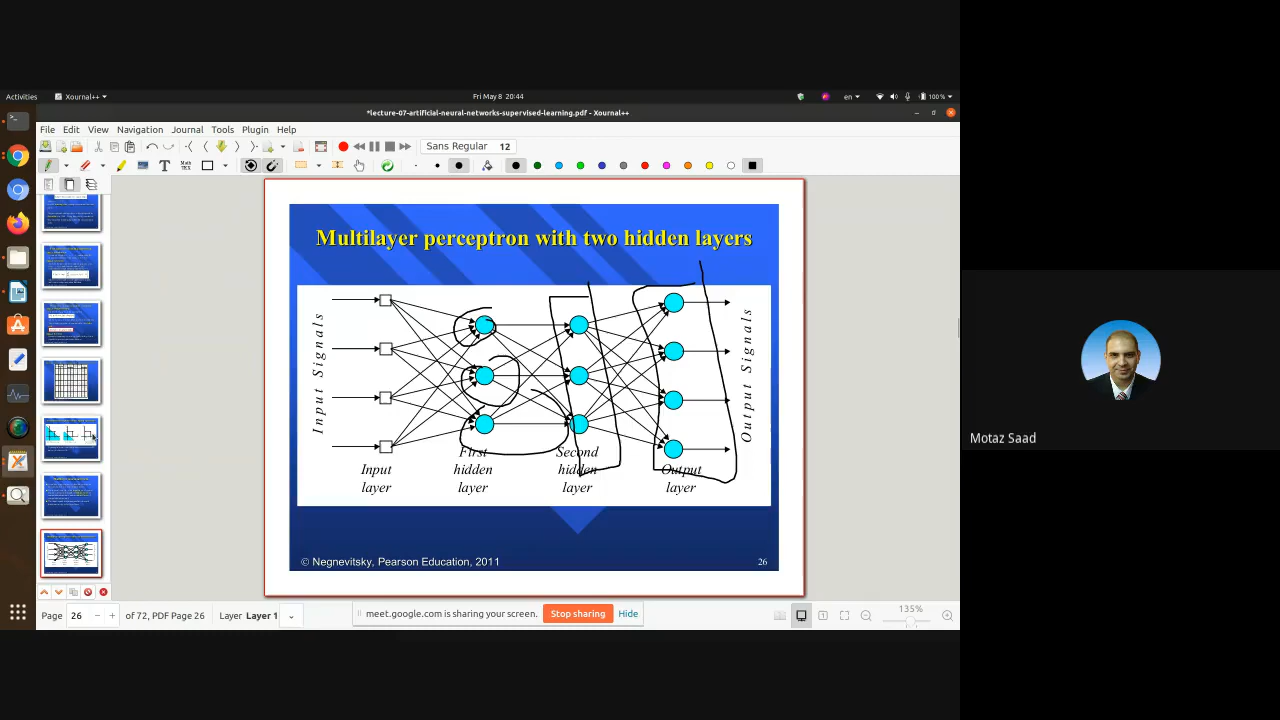 Activities
Xournal++
Fri May 8 20:44
en
100%
*lecture-07-artificial-neural-networks-supervised-learning.pdf - Xournal++
File Edit View Navigation Journal Tools Plugin Help
Sans Regular 12
Multilayer perceptron with two hidden layers
Input Signals
Output Signals
Input layer
First hidden layer
Second hidden layer
Output layer
© Negnevitsky, Pearson Education, 2011
26
Motaz Saad
Page 26 of 72, PDF Page 26 Layer Layer 1
meet.google.com is sharing your screen. Stop sharing Hide
135%